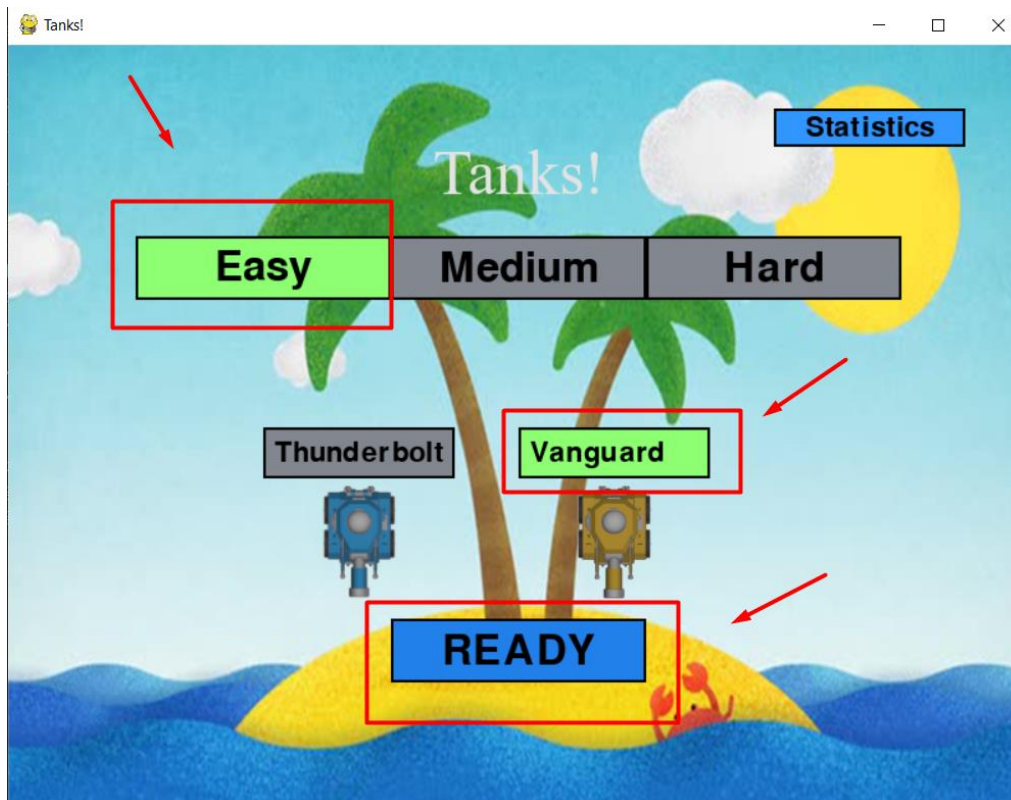 Tanks!
Statistics
Tanks!
Easy Medium Hard
Thunderbolt Vanguard
READY